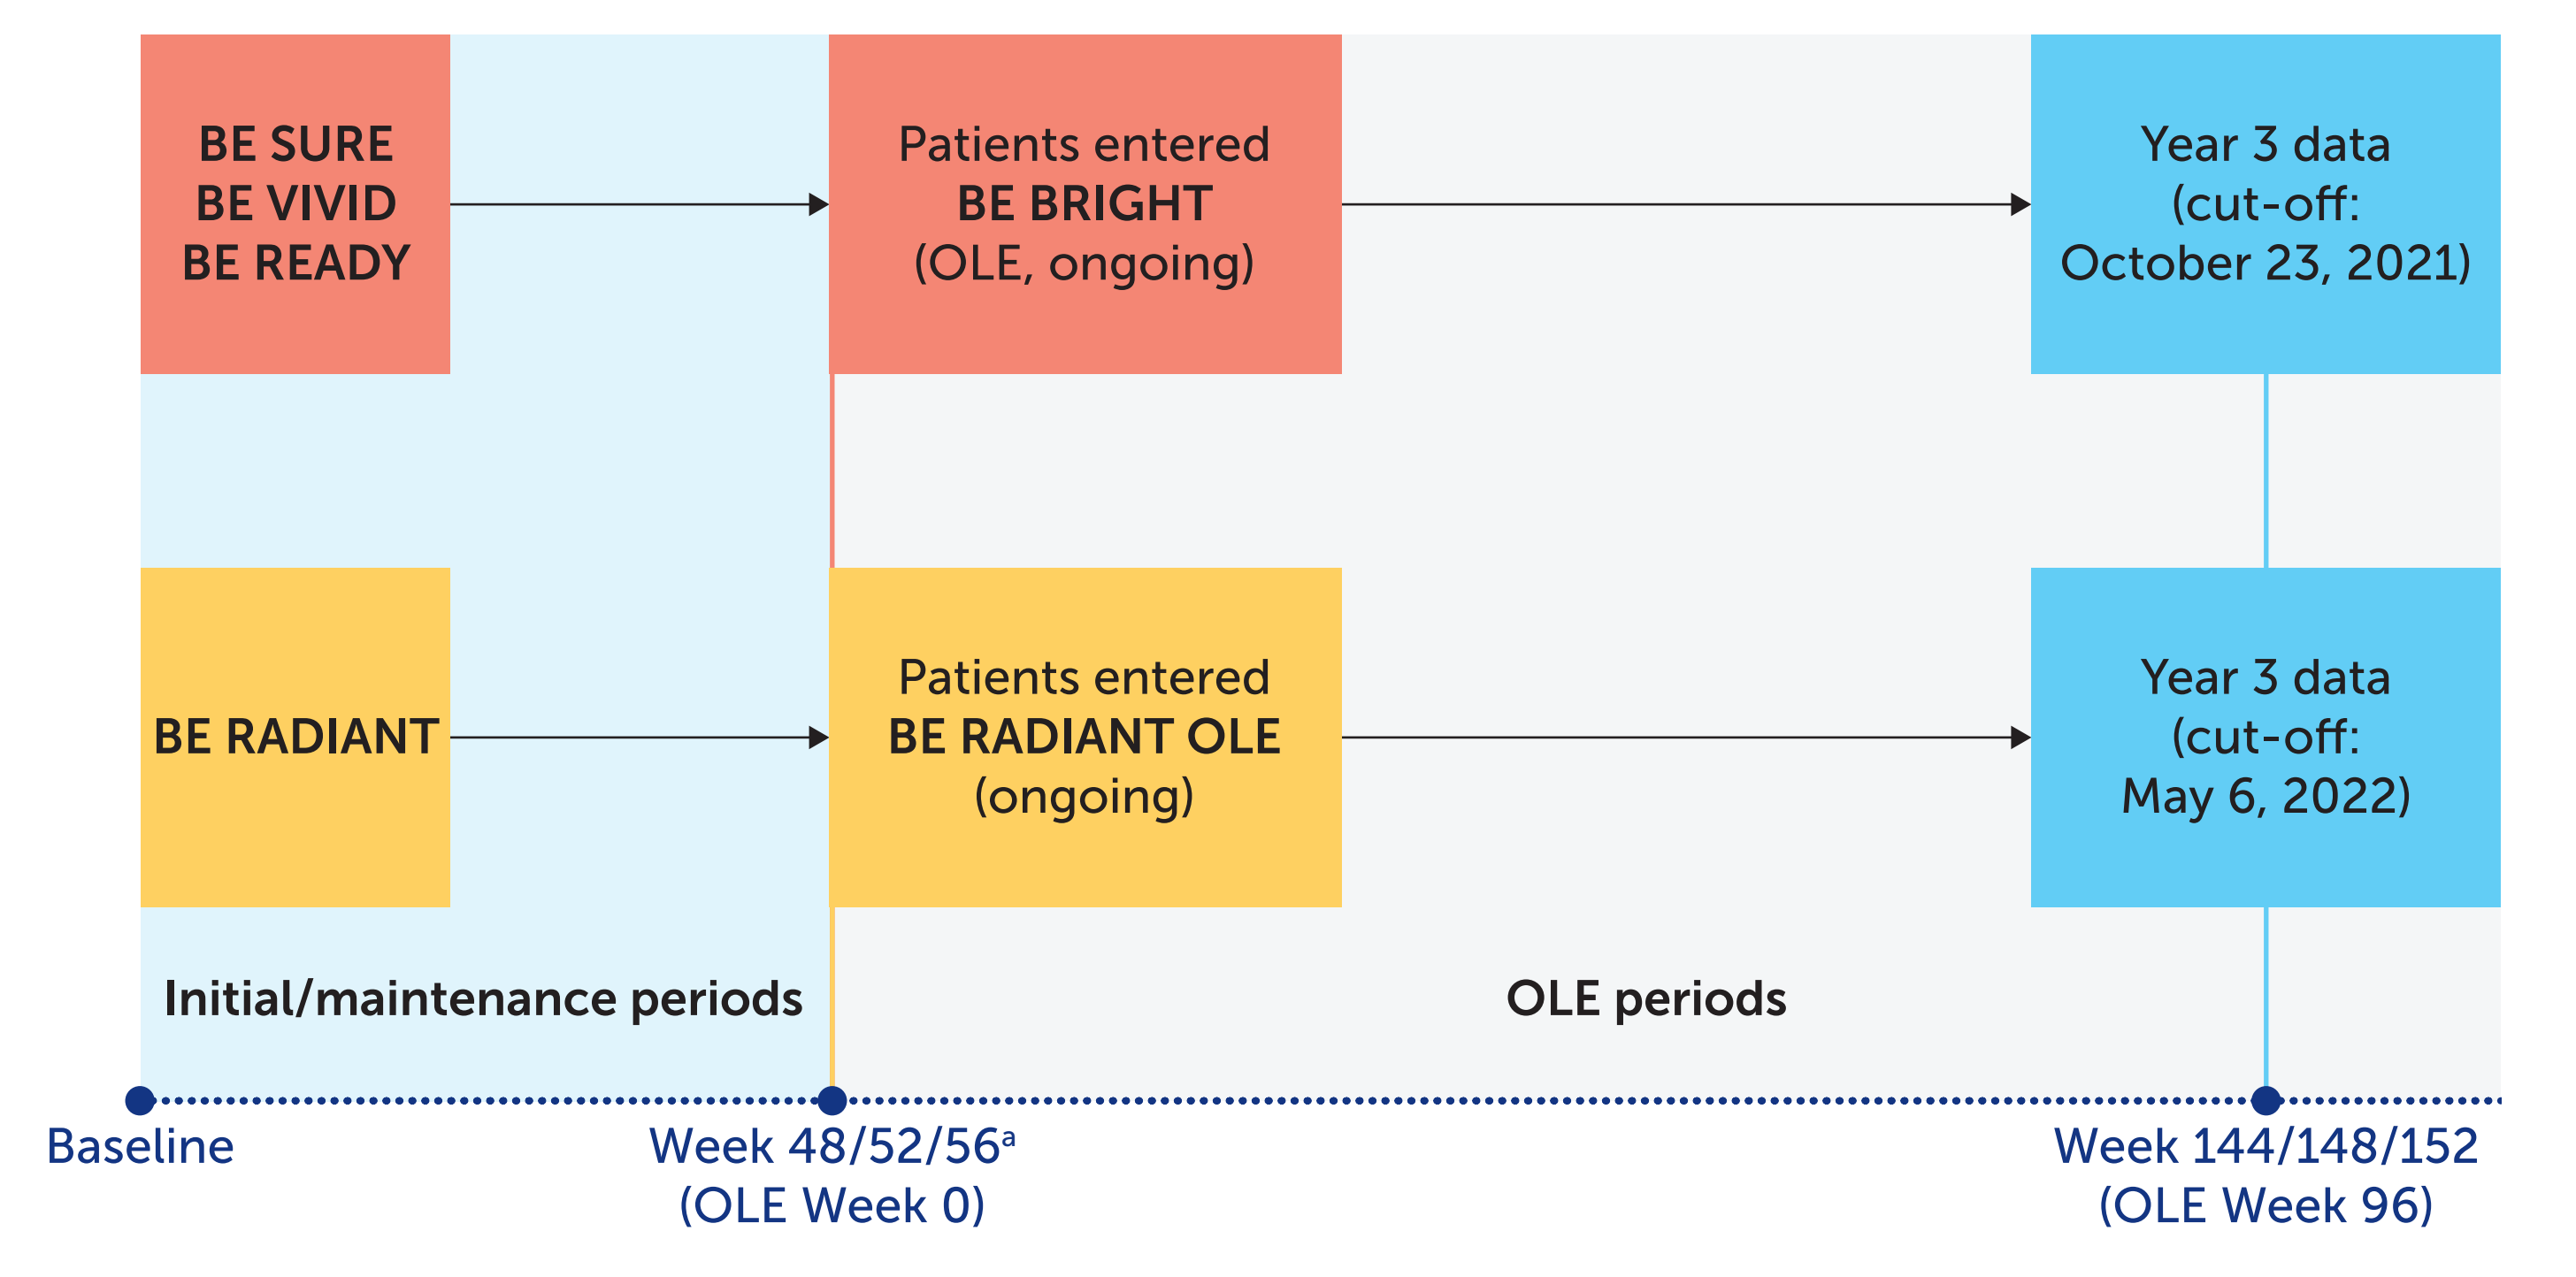 BE SURE
BE VIVID
BE READY
Patients entered
BE BRIGHT
(OLE, ongoing)
Year 3 data
(cut-off:
October 23, 2021)
BE RADIANT
Patients entered
BE RADIANT OLE
(ongoing)
Year 3 data
(cut-off:
May 6, 2022)
Initial/maintenance periods
OLE periods
Baseline
Week 48/52/56ᵃ
(OLE Week 0)
Week 144/148/152
(OLE Week 96)